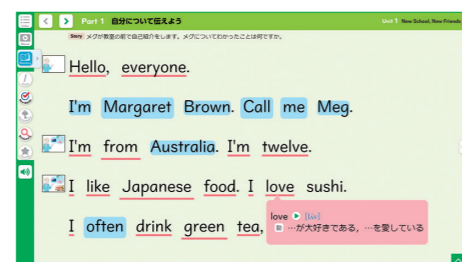 Part 1 自分について伝えよう
Unit 1 New School, New Friends
Story メグが教室の前で自己紹介をします。メグについてわかったことは何ですか。
Hello, everyone.
I'm Margaret Brown. Call me Meg.
I'm from Australia. I'm twelve.
I like Japanese food. I love sushi.
I often drink green tea,
love [lʌv]
動 …が大好きである，…を愛している